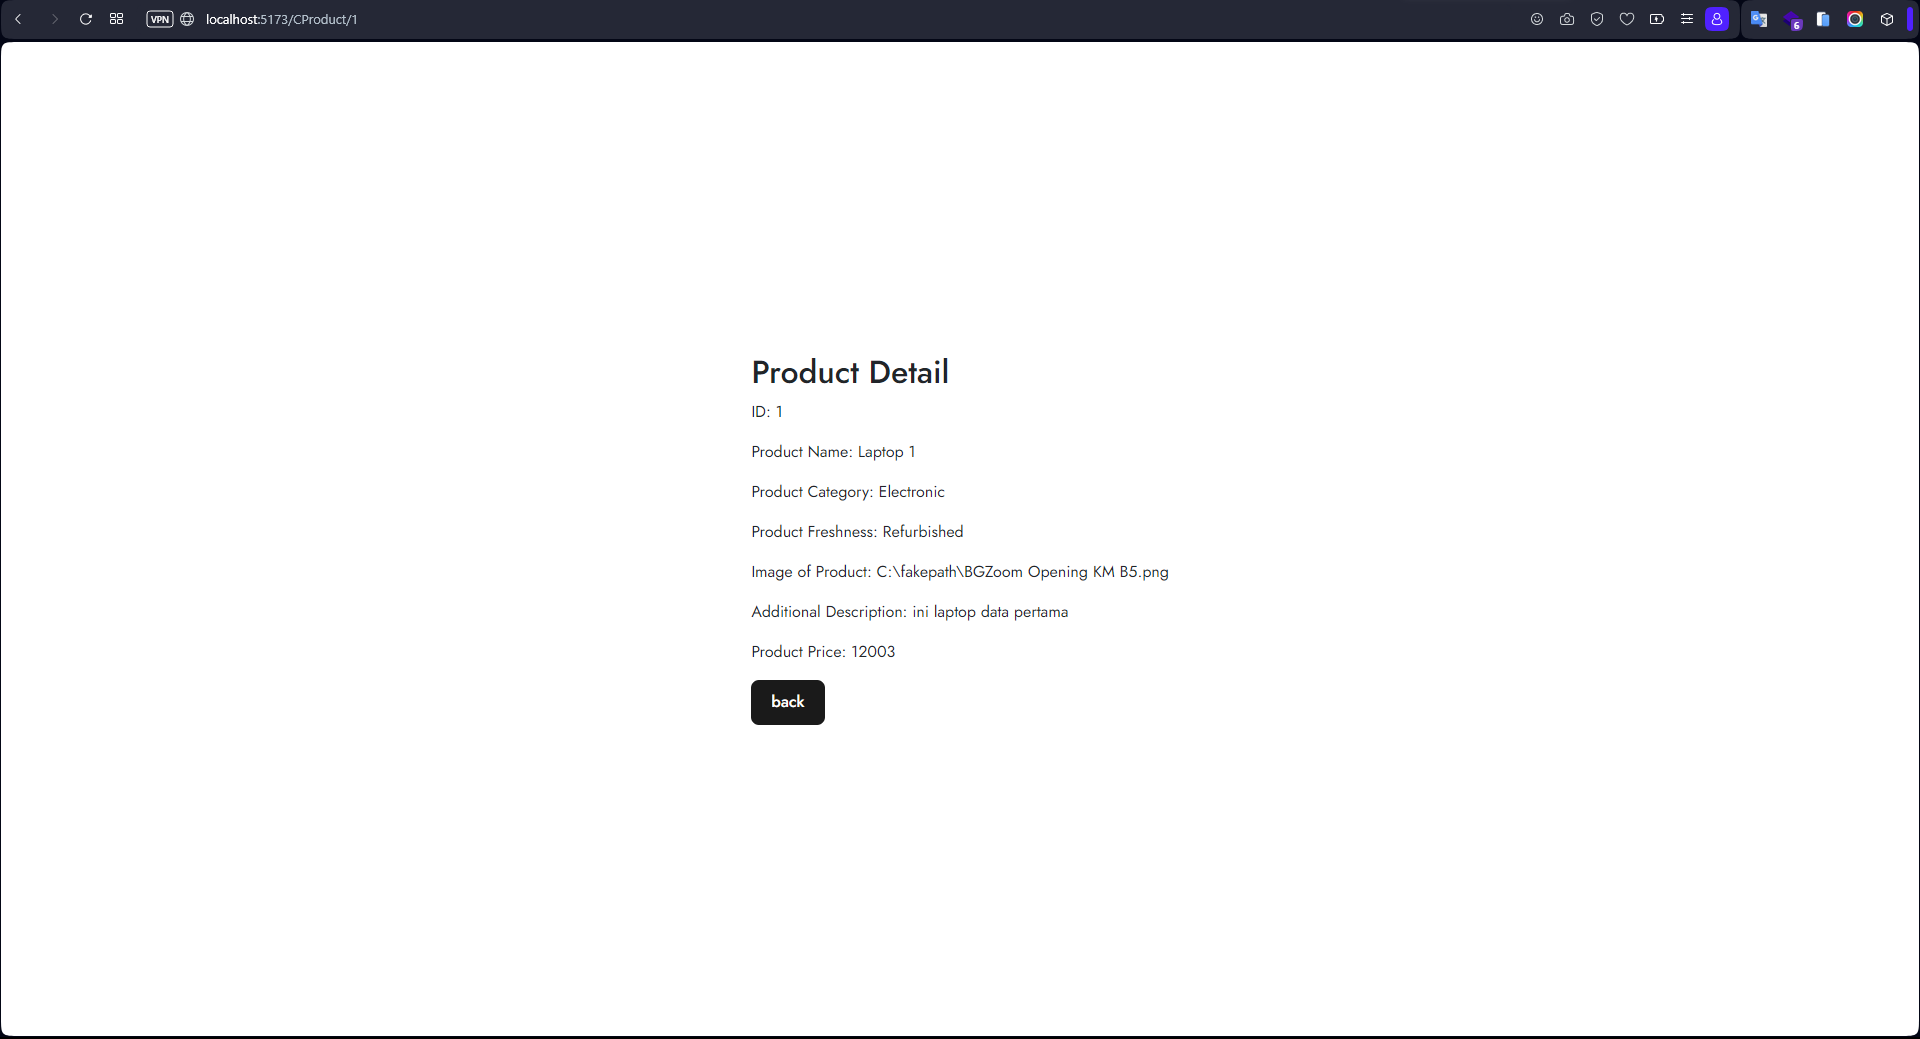 VPN localhost:5173/CProduct/1
6
Product Detail
ID: 1
Product Name: Laptop 1
Product Category: Electronic
Product Freshness: Refurbished
Image of Product: C:\fakepath\BGZoom Opening KM B5.png
Additional Description: ini laptop data pertama
Product Price: 12003
back